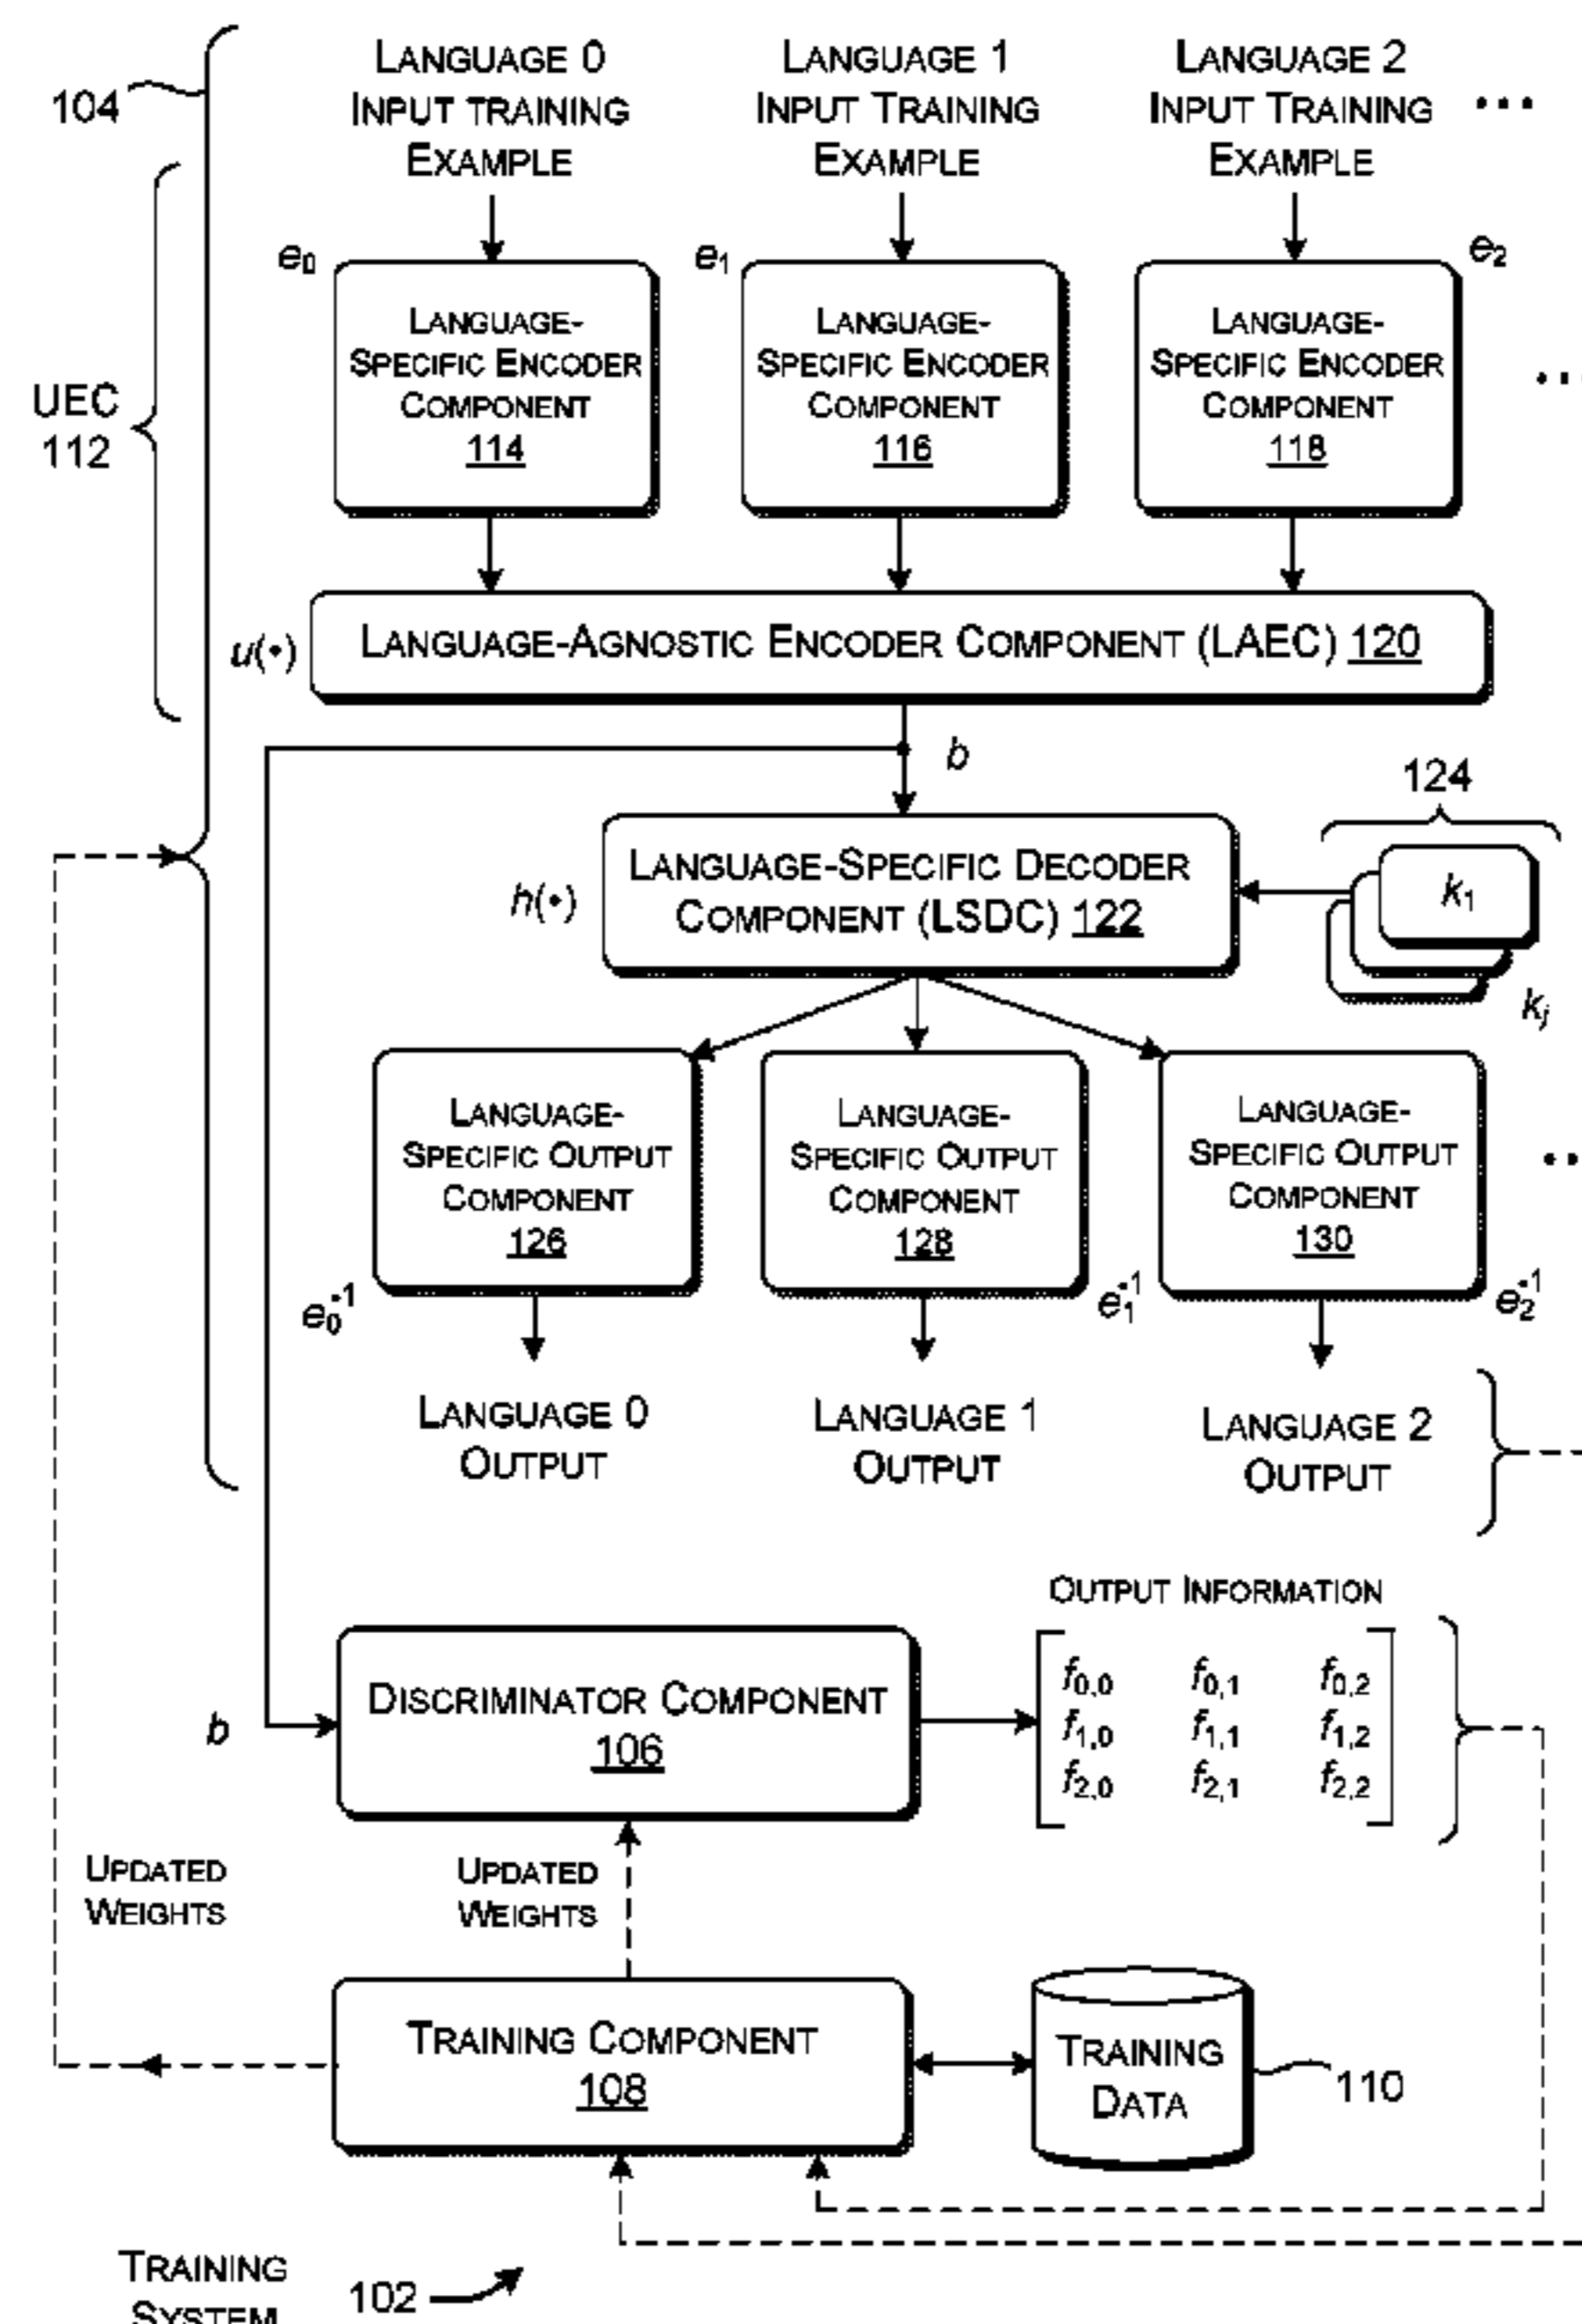 LANGUAGE 0
INPUT TRAINING
EXAMPLE
LANGUAGE 1
INPUT TRAINING
EXAMPLE
LANGUAGE 2
INPUT TRAINING
EXAMPLE
...
104
e0
e1
e2
UEC
112
LANGUAGE-
SPECIFIC ENCODER
COMPONENT
114
LANGUAGE-
SPECIFIC ENCODER
COMPONENT
116
LANGUAGE-
SPECIFIC ENCODER
COMPONENT
118
...
u(•)
LANGUAGE-AGNOSTIC ENCODER COMPONENT (LAEC) 120
b
124
h(•)
LANGUAGE-SPECIFIC DECODER
COMPONENT (LSDC) 122
k1
kj
LANGUAGE-
SPECIFIC OUTPUT
COMPONENT
126
LANGUAGE-
SPECIFIC OUTPUT
COMPONENT
128
LANGUAGE-
SPECIFIC OUTPUT
COMPONENT
130
e0-1
e1-1
e2-1
LANGUAGE 0
OUTPUT
LANGUAGE 1
OUTPUT
LANGUAGE 2
OUTPUT
OUTPUT INFORMATION
b
DISCRIMINATOR COMPONENT
106
f0,0 f0,1 f0,2
f1,0 f1,1 f1,2
f2,0 f2,1 f2,2
UPDATED
WEIGHTS
UPDATED
WEIGHTS
TRAINING COMPONENT
108
TRAINING
DATA
110
TRAINING
SYSTEM
102